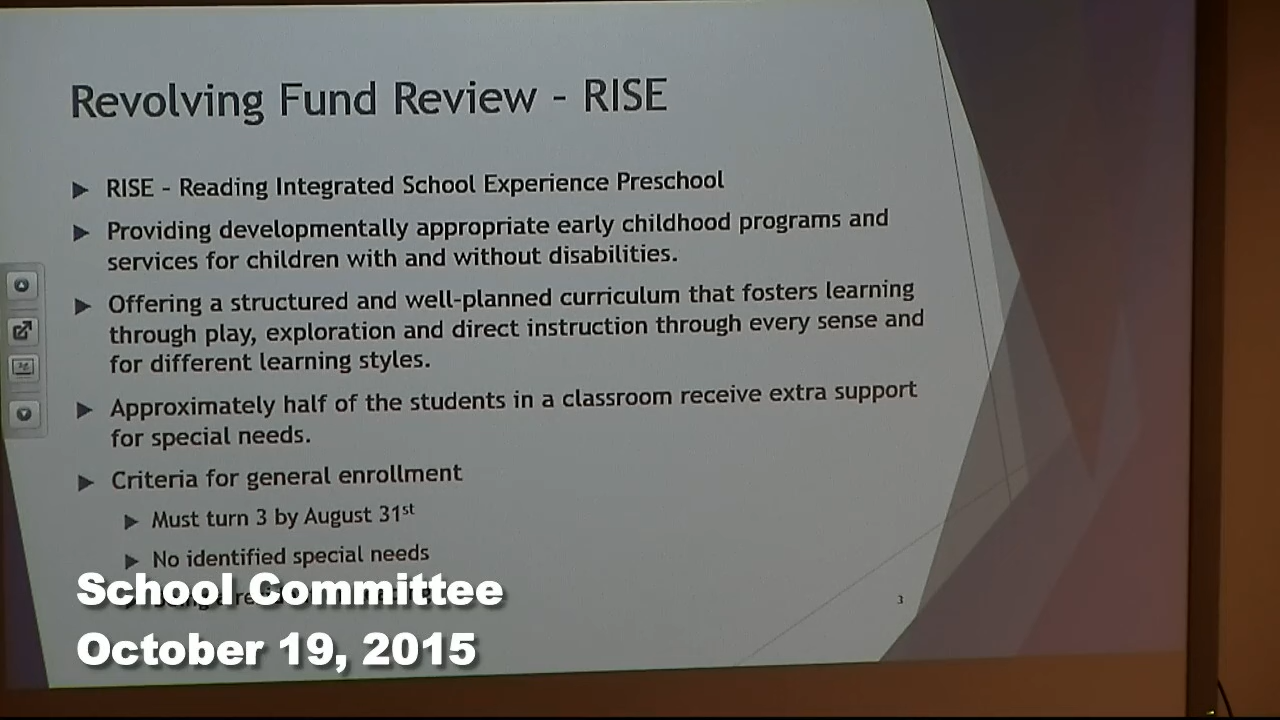 Revolving Fund Review - RISE
RISE - Reading Integrated School Experience Preschool
Providing developmentally appropriate early childhood programs and
services for children with and without disabilities.
Offering a structured and well-planned curriculum that fosters learning
through play, exploration and direct instruction through every sense and
for different learning styles.
Approximately half of the students in a classroom receive extra support
for special needs.
Criteria for general enrollment
Must turn 3 by August 31st
No identified special needs
3
School Committee
October 19, 2015